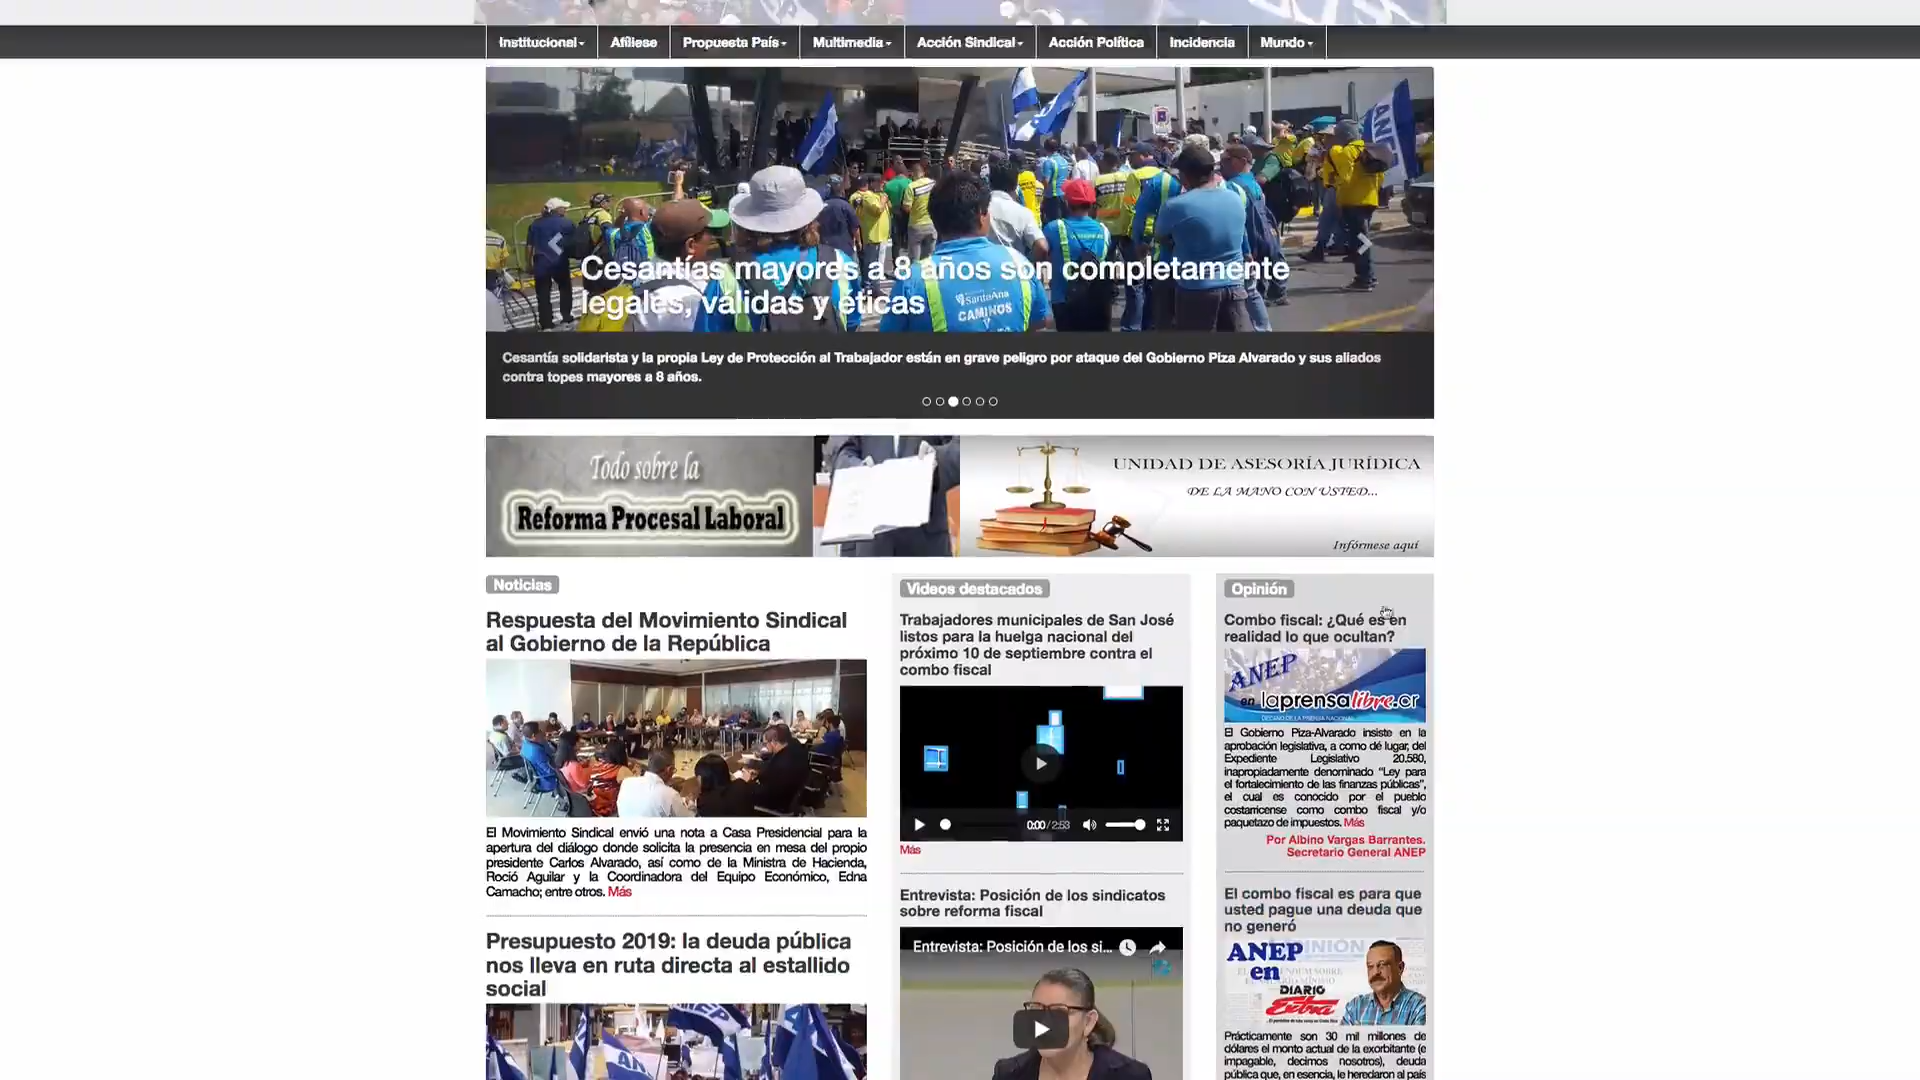 Institucional
Afíliese
Propuesta País
Multimedia
Acción Sindical
Acción Política
Incidencia
Mundo
ANEP
SantaAna
CAMINOS
Y
Cesantías mayores a 8 años son completamente
legales, válidas y éticas
Cesantía solidarista y la propia Ley de Protección al Trabajador están en grave peligro por ataque del Gobierno Piza Alvarado y sus aliados
contra topes mayores a 8 años.
Todo sobre la
Reforma Procesal Laboral
UNIDAD DE ASESORÍA JURÍDICA
DE LA MANO CON USTED...
Infórmese aquí
Noticias
Respuesta del Movimiento Sindical
al Gobierno de la República
El Movimiento Sindical envió una nota a Casa Presidencial para la
apertura del diálogo donde solicita la presencia en mesa del propio
presidente Carlos Alvarado, así como de la Ministra de Hacienda,
Roció Aguilar y la Coordinadora del Equipo Económico, Edna
Camacho; entre otros. Más
Presupuesto 2019: la deuda pública
nos lleva en ruta directa al estallido
social
ANEP
Videos destacados
Trabajadores municipales de San José
listos para la huelga nacional del
próximo 10 de septiembre contra el
combo fiscal
0:00 / 2:53
Más
Entrevista: Posición de los sindicatos
sobre reforma fiscal
Entrevista: Posición de los si...
Opinión
Combo fiscal: ¿Qué es en
realidad lo que ocultan?
ANEP
en laprensalibre.cr
DECANO DE LA PRENSA NACIONAL
El Gobierno Piza-Alvarado insiste en la
aprobación legislativa, a como dé lugar, del
Expediente Legislativo 20.580,
inapropiadamente denominado “Ley para
el fortalecimiento de las finanzas públicas”,
el cual es conocido por el pueblo
costarricense como combo fiscal y/o
paquetazo de impuestos. Más
Por Albino Vargas Barrantes.
Secretario General ANEP
El combo fiscal es para que
usted pague una deuda que
no generó
ANEP
en
DIARIO
Extra
OPINIÓN
Prácticamente son 30 mil millones de
dólares el monto actual de la exorbitante (e
impagable, decimos nosotros), deuda
pública que, en esencia, le heredaron al país